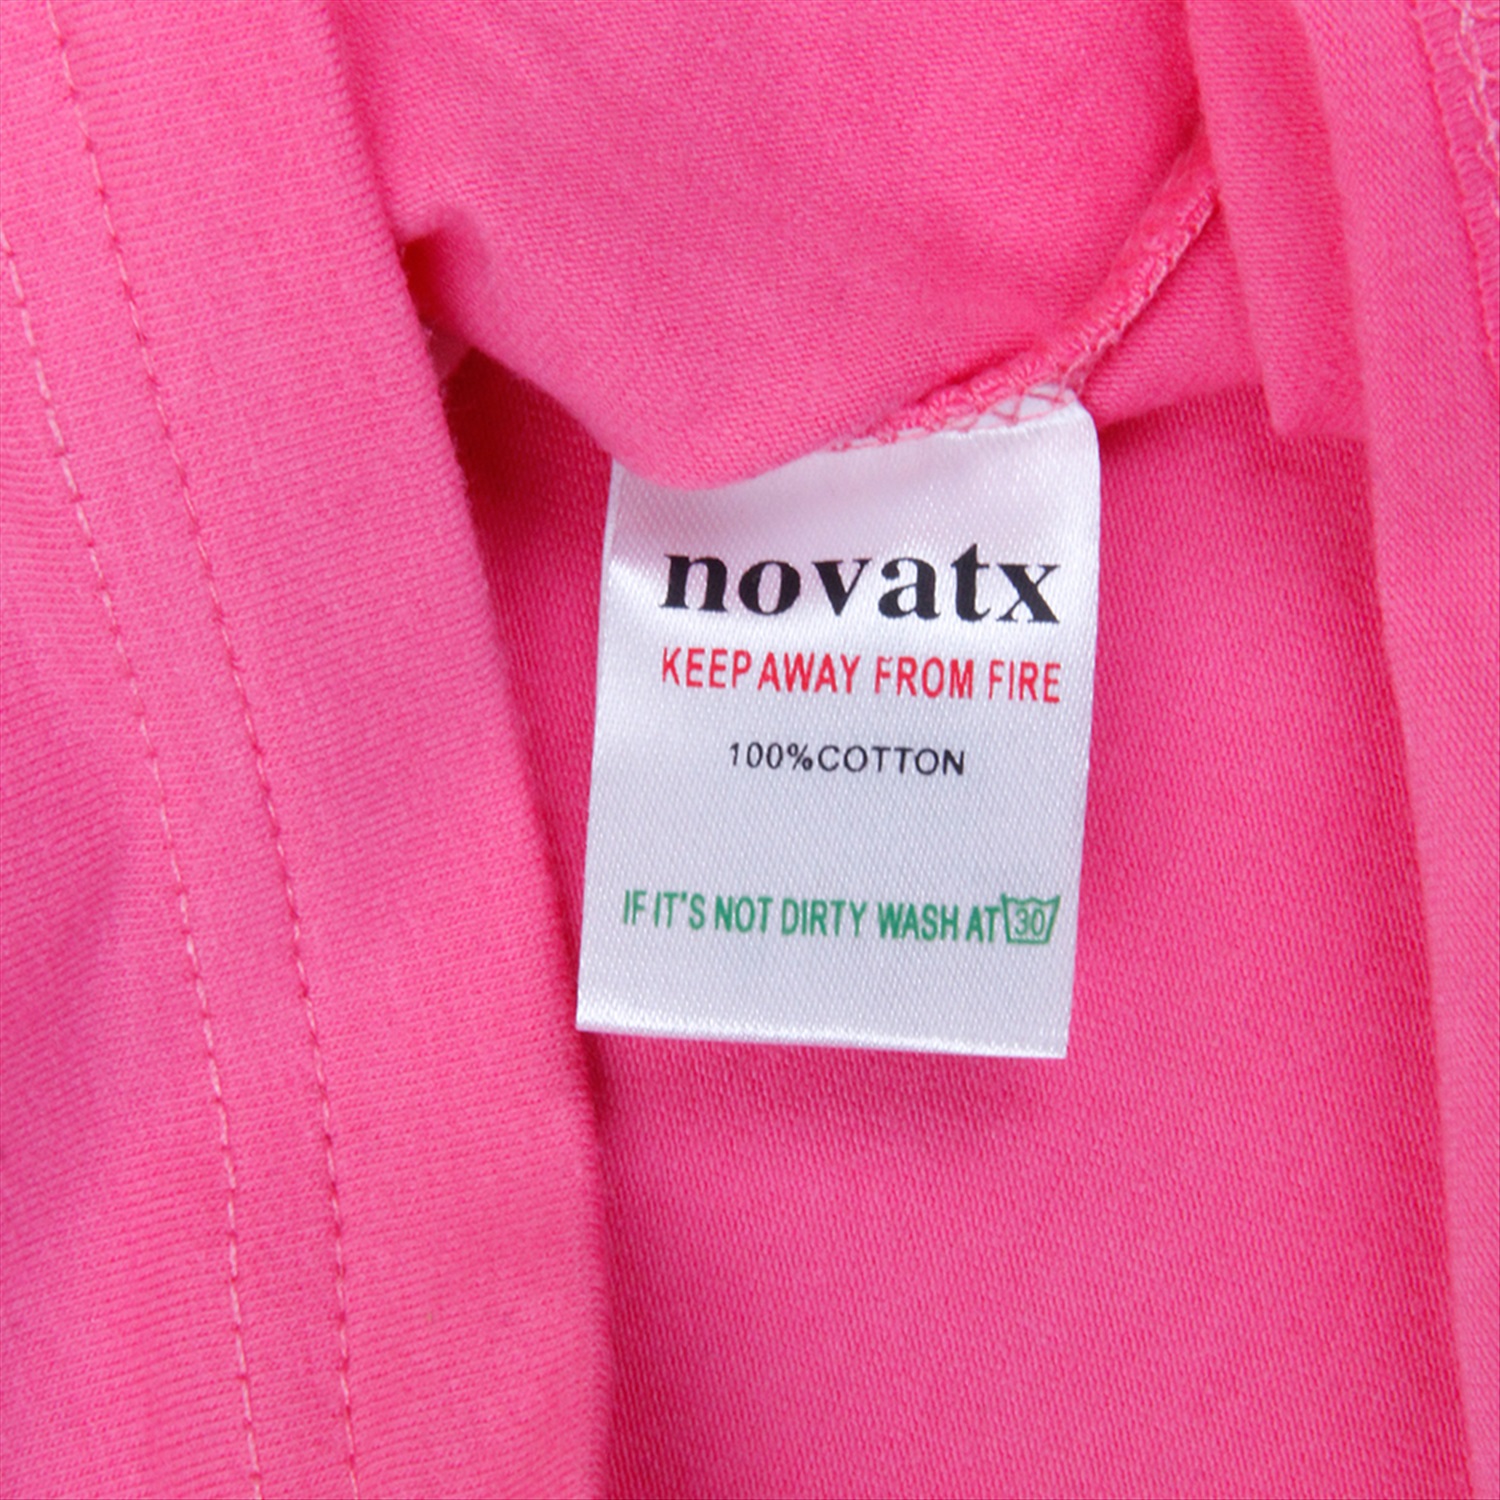 novatx
KEEP AWAY FROM FIRE
100%COTTON
IF IT'S NOT DIRTY WASH AT 30